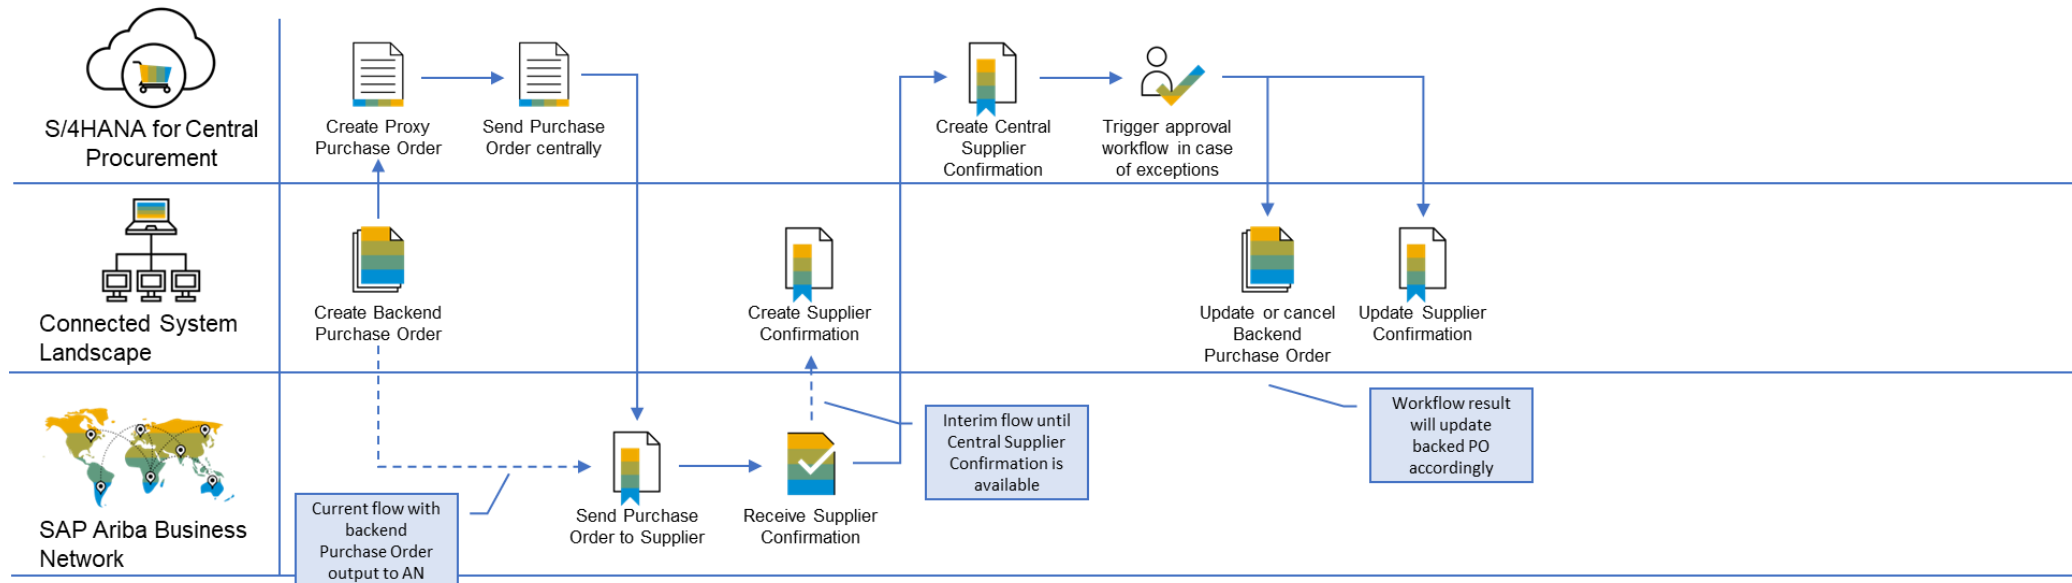 S/4HANA for Central
Procurement
Create Proxy
Purchase Order
Send Purchase
Order centrally
Create Central
Supplier
Confirmation
Trigger approval
workflow in case
of exceptions
Connected System
Landscape
Create Backend
Purchase Order
Create Supplier
Confirmation
Update or cancel
Backend
Purchase Order
Update Supplier
Confirmation
SAP Ariba Business
Network
Current flow with
backend
Purchase Order
output to AN
Send Purchase
Order to Supplier
Receive Supplier
Confirmation
Interim flow until
Central Supplier
Confirmation is
available
Workflow result
will update
backed PO
accordingly